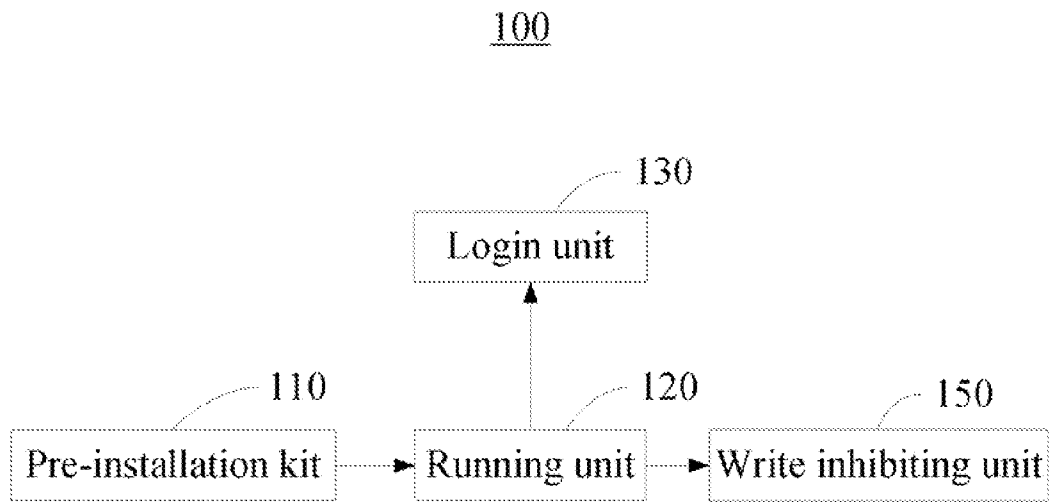 100
130
Login unit
110
120
150
Pre-installation kit
Running unit
Write inhibiting unit